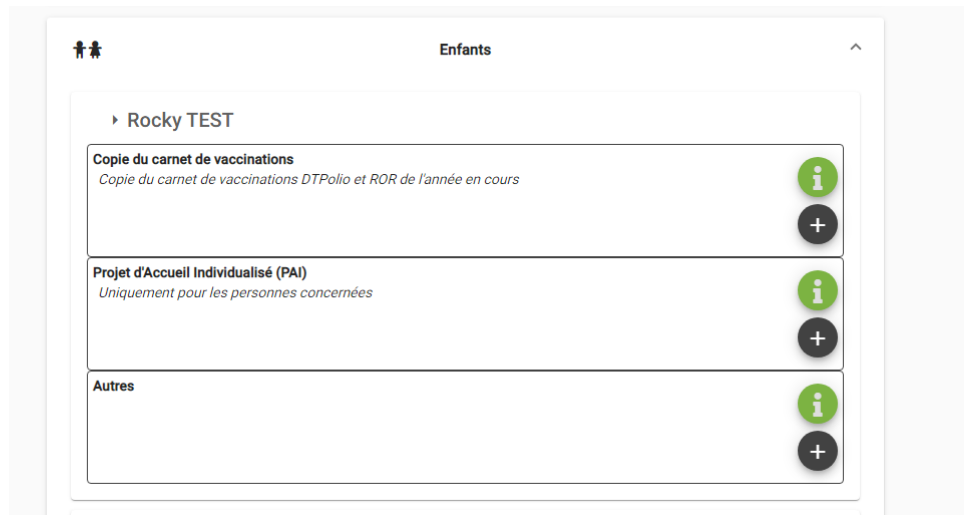 Enfants
Rocky TEST
Copie du carnet de vaccinations
Copie du carnet de vaccinations DTPolio et ROR de l'année en cours
Projet d'Accueil Individualisé (PAI)
Uniquement pour les personnes concernées
Autres